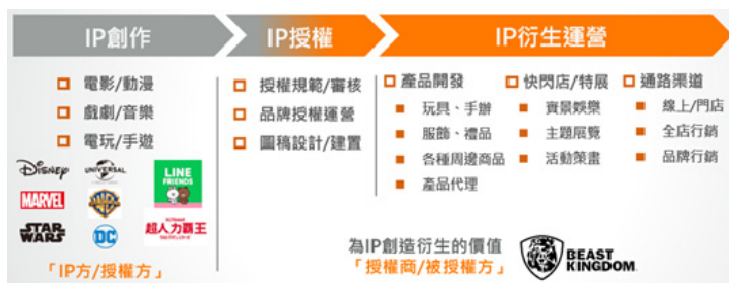 IP創作
IP授權
IP衍生運營
電影/動漫
戲劇/音樂
電玩/手遊
Disney
UNIVERSAL
LINE
FRIENDS
MARVEL
WB
STAR
WARS
DC
ULTRAMAN
超人力霸王
「IP方/授權方」
授權規範/審核
品牌授權運營
圖稿設計/建置
產品開發
玩具、手辦
服飾、禮品
各種周邊商品
產品代理
快閃店/特展
實景娛樂
主題展覽
活動策畫
通路渠道
線上/門店
全店行銷
品牌行銷
為IP創造衍生的價值
「授權商/被授權方」
BEAST
KINGDOM